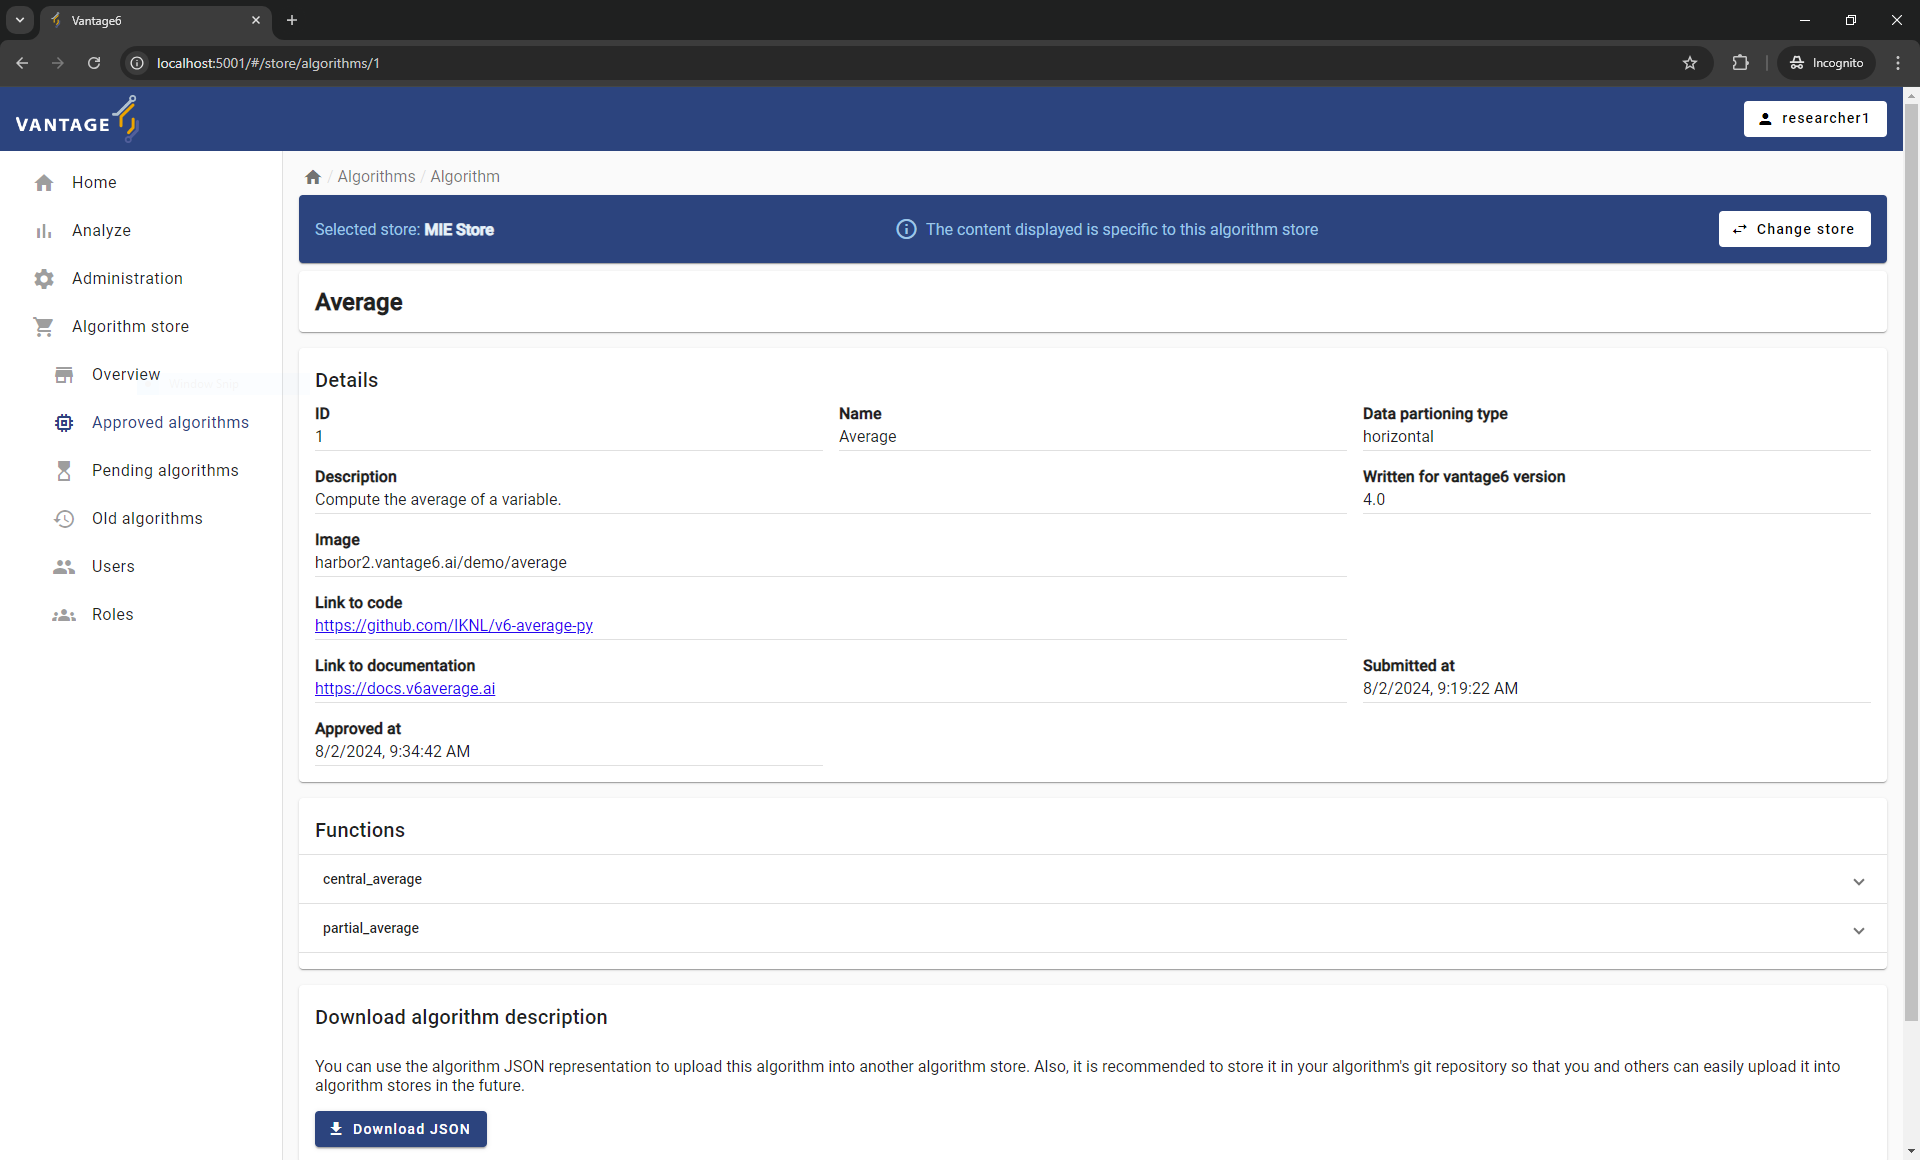 Vantage6
localhost:5001/#/store/algorithms/1
Incognito
VANTAGE
researcher1
Home
Analyze
Administration
Algorithm store
Overview
Window Snip
Approved algorithms
Pending algorithms
Old algorithms
Users
Roles
/ Algorithms / Algorithm
Selected store: MIE Store
The content displayed is specific to this algorithm store
Change store
Average
Details
ID
1
Name
Average
Data partioning type
horizontal
Description
Compute the average of a variable.
Written for vantage6 version
4.0
Image
harbor2.vantage6.ai/demo/average
Link to code
https://github.com/IKNL/v6-average-py
Link to documentation
https://docs.v6average.ai
Submitted at
8/2/2024, 9:19:22 AM
Approved at
8/2/2024, 9:34:42 AM
Functions
central_average
partial_average
Download algorithm description
You can use the algorithm JSON representation to upload this algorithm into another algorithm store. Also, it is recommended to store it in your algorithm's git repository so that you and others can easily upload it into
algorithm stores in the future.
Download JSON